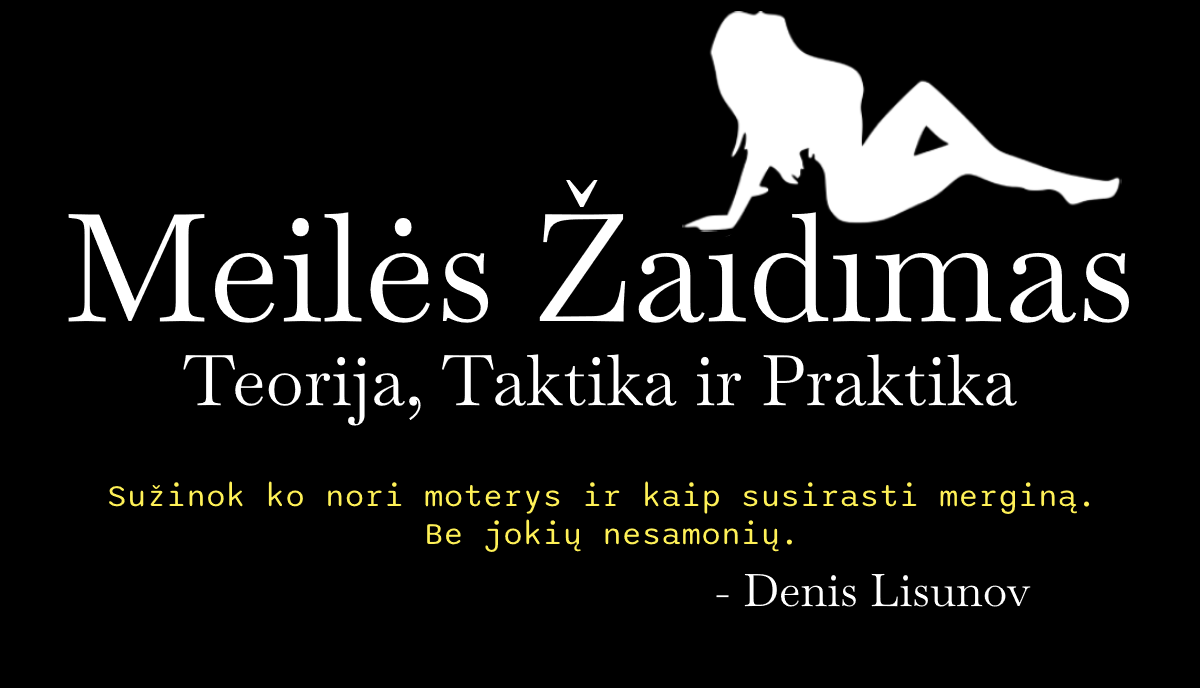 Meilės Žaidimas
Teorija, Taktika ir Praktika
Sužinok ko nori moterys ir kaip susirasti merginą.
Be jokių nesamonių.
- Denis Lisunov